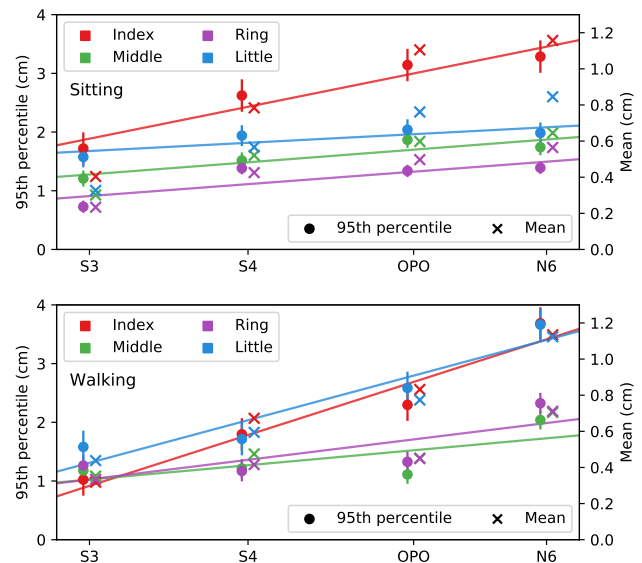 4
3
2
1
0
95th percentile (cm)
Index
Middle
Ring
Little
Sitting
95th percentile
Mean
1.2
1.0
0.8
0.6
0.4
0.2
0.0
Mean (cm)
S3
S4
OPO
N6
4
3
2
1
0
95th percentile (cm)
Index
Middle
Ring
Little
Walking
95th percentile
Mean
1.2
1.0
0.8
0.6
0.4
0.2
0.0
Mean (cm)
S3
S4
OPO
N6